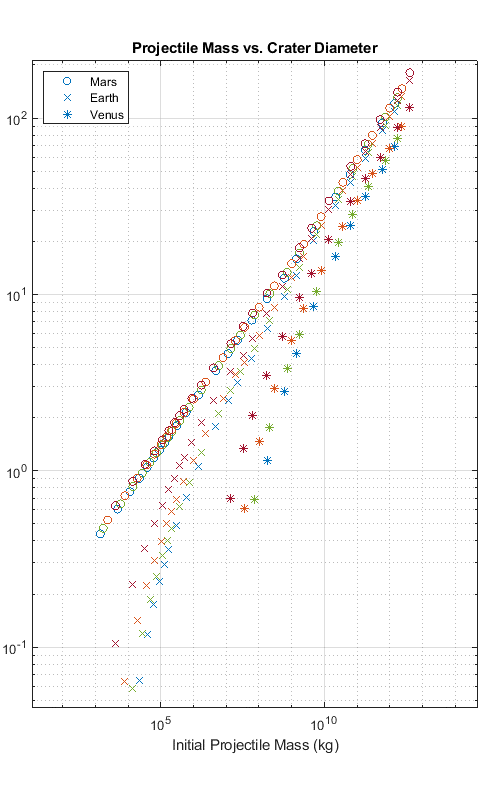 Projectile Mass vs. Crater Diameter
Mars
Earth
Venus
10^2
10^1
10^0
10^-1
10^5 10^10
Initial Projectile Mass (kg)